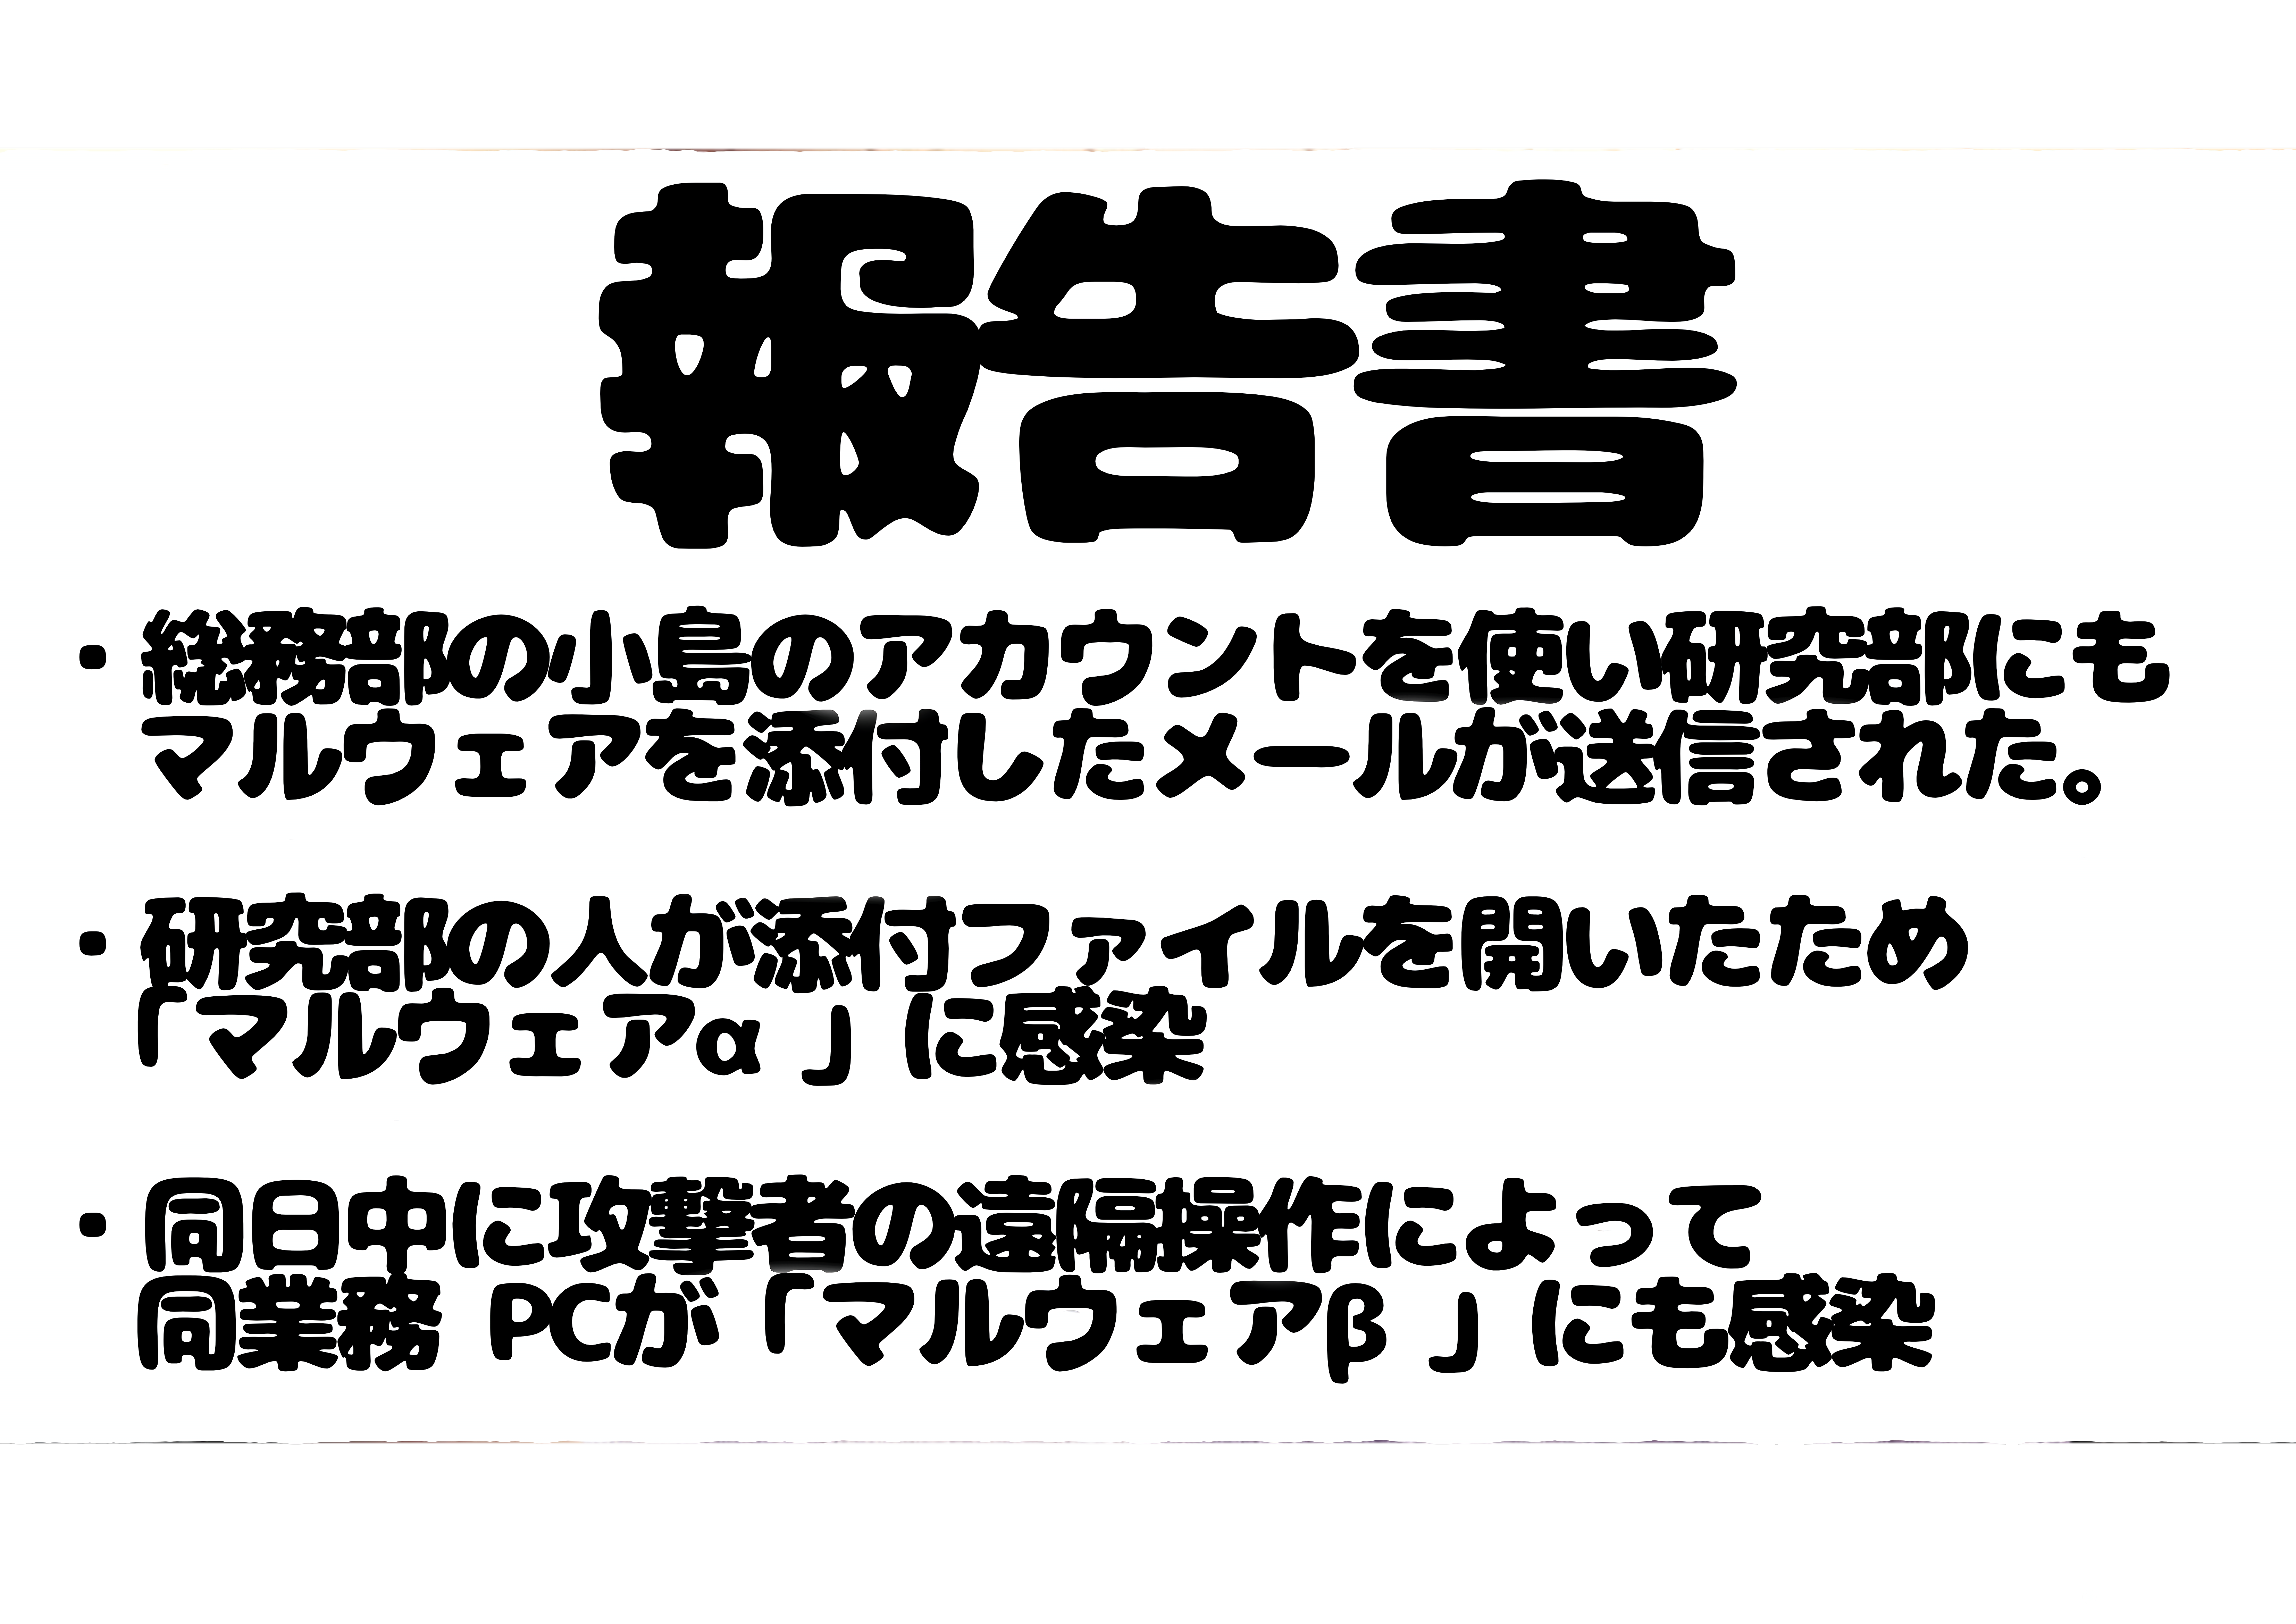 報告書
・総務部の小長のアカウントを使い研究部にも
マルウェアを添付したメールが送信された。
・研究部の人が添付ファイルを開いたため
「マルウェアα」に感染
・同日中に攻撃者の遠隔操作によって
同業務 PCが「マルウェアβ」にも感染